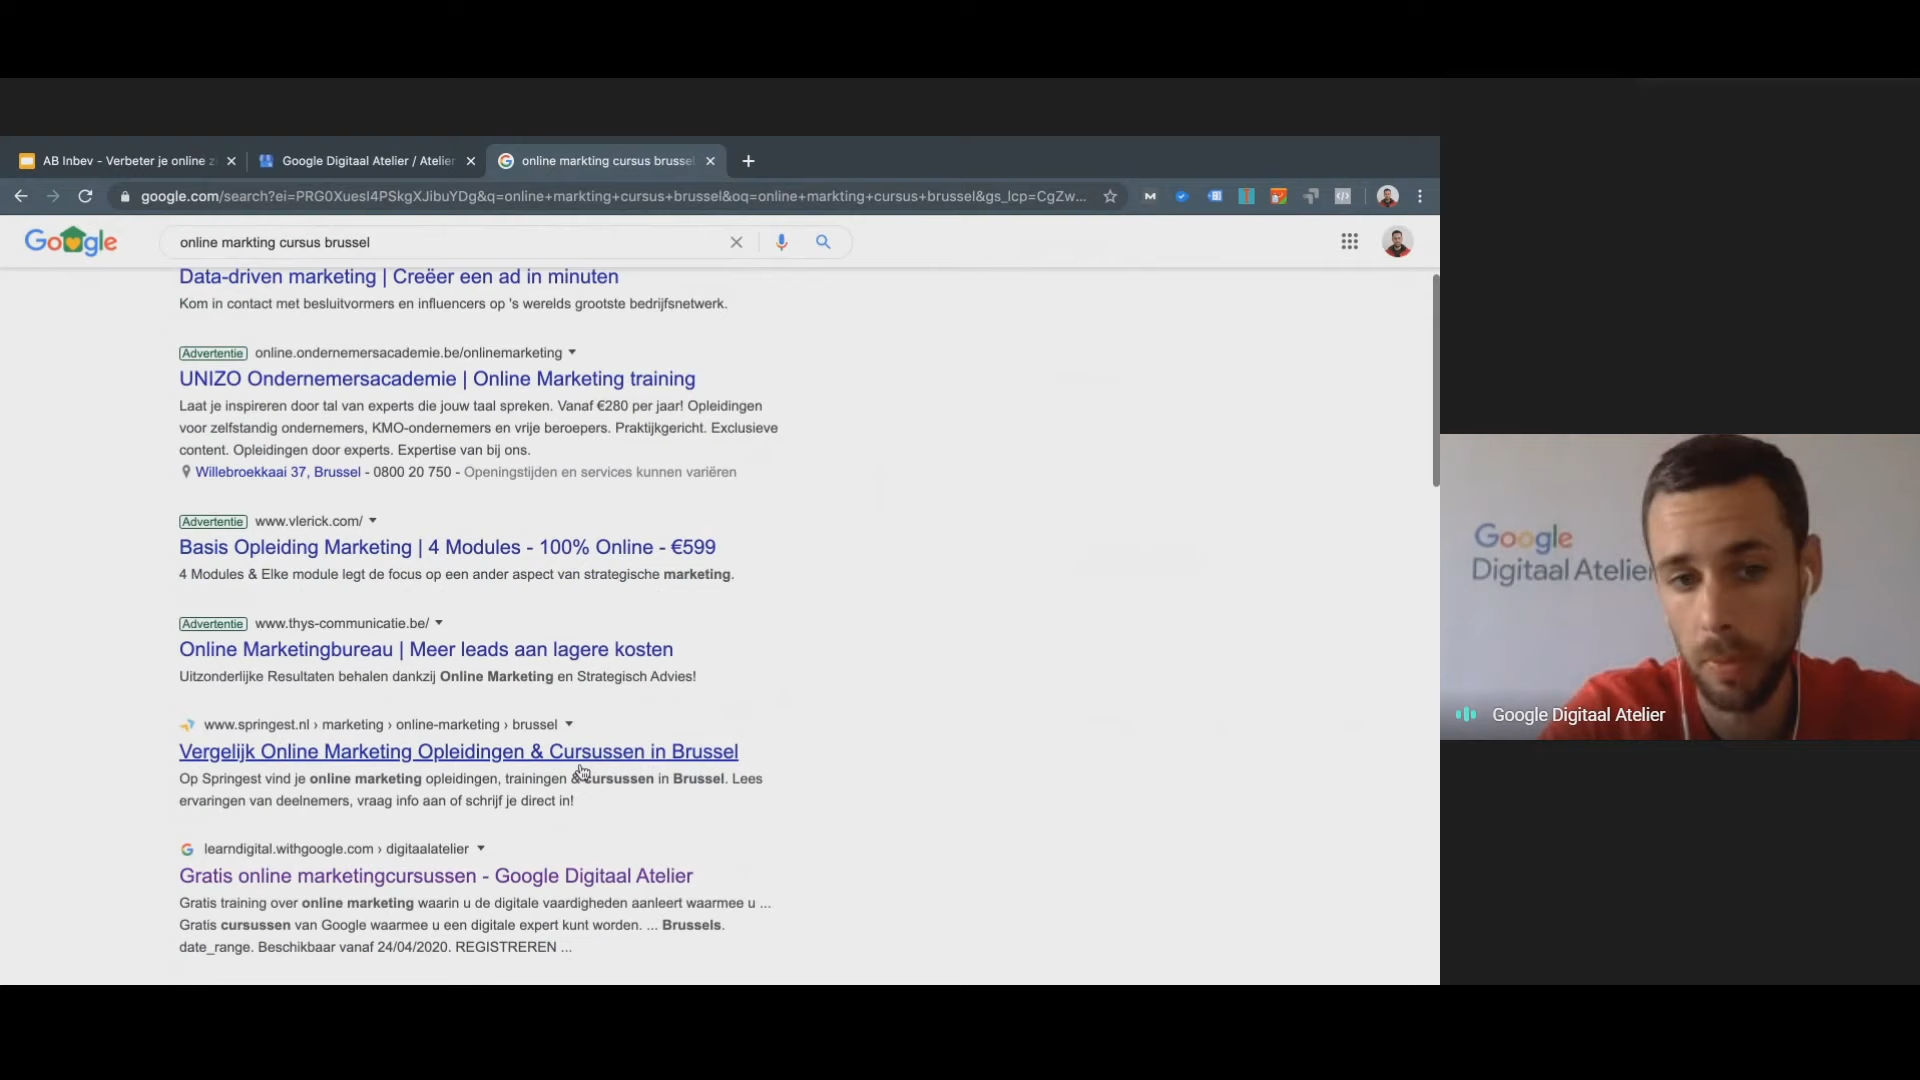 AB Inbev - Verbeter je online
Google Digitaal Atelier / Atelier
online markting cursus brussel
google.com/search?ei=PRG0XuesI4PSkgXJibuYDg&q=online+markting+cursus+brussel&oq=online+markting+cursus+brussel&gs_lcp=CgZw...
Google
online markting cursus brussel
Data-driven marketing | Creëer een ad in minuten
Kom in contact met besluitvormers en influencers op 's werelds grootste bedrijfsnetwerk.
Advertentie online.ondernemersacademie.be/onlinemarketing
UNIZO Ondernemersacademie | Online Marketing training
Laat je inspireren door tal van experts die jouw taal spreken. Vanaf €280 per jaar! Opleidingen
voor zelfstandig ondernemers, KMO-ondernemers en vrije beroepers. Praktijkgericht. Exclusieve
content. Opleidingen door experts. Expertise van bij ons.
Willebroekkaai 37, Brussel - 0800 20 750 - Openingstijden en services kunnen variëren
Advertentie www.vlerick.com/
Basis Opleiding Marketing | 4 Modules - 100% Online - €599
4 Modules & Elke module legt de focus op een ander aspect van strategische marketing.
Advertentie www.thys-communicatie.be/
Online Marketingbureau | Meer leads aan lagere kosten
Uitzonderlijke Resultaten behalen dankzij Online Marketing en Strategisch Advies!
www.springest.nl › marketing › online-marketing › brussel
Vergelijk Online Marketing Opleidingen & Cursussen in Brussel
Op Springest vind je online marketing opleidingen, trainingen & cursussen in Brussel. Lees
ervaringen van deelnemers, vraag info aan of schrijf je direct in!
learndigital.withgoogle.com › digitaalatelier
Gratis online marketingcursussen - Google Digitaal Atelier
Gratis training over online marketing waarin u de digitale vaardigheden aanleert waarmee u ...
Gratis cursussen van Google waarmee u een digitale expert kunt worden. ... Brussels.
date_range. Beschikbaar vanaf 24/04/2020. REGISTREREN ...
Google
Digitaal Atelier
Google Digitaal Atelier